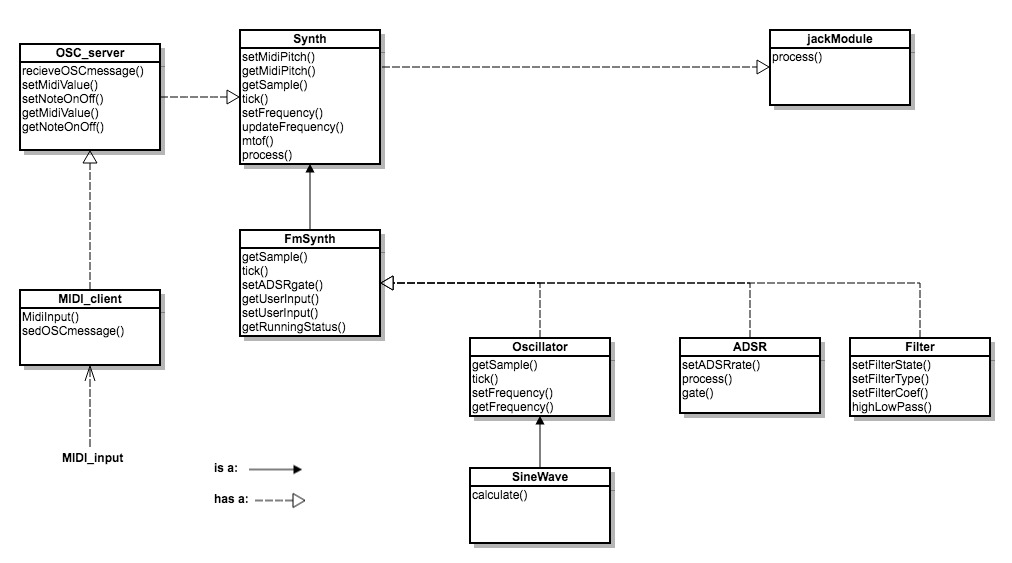 OSC_server
recieveOSCmessage()
setMidiValue()
setNoteOnOff()
getMidiValue()
getNoteOnOff()
Synth
setMidiPitch()
getMidiPitch()
getSample()
tick()
setFrequency()
updateFrequency()
mtof()
process()
jackModule
process()
FmSynth
getSample()
tick()
setADSRgate()
getUserInput()
setUserInput()
getRunningStatus()
MIDI_client
MidiInput()
sedOSCmessage()
Oscillator
getSample()
tick()
setFrequency()
getFrequency()
ADSR
setADSRrate()
process()
gate()
Filter
setFilterState()
setFilterType()
setFilterCoef()
highLowPass()
MIDI_input
is a:
has a:
SineWave
calculate()